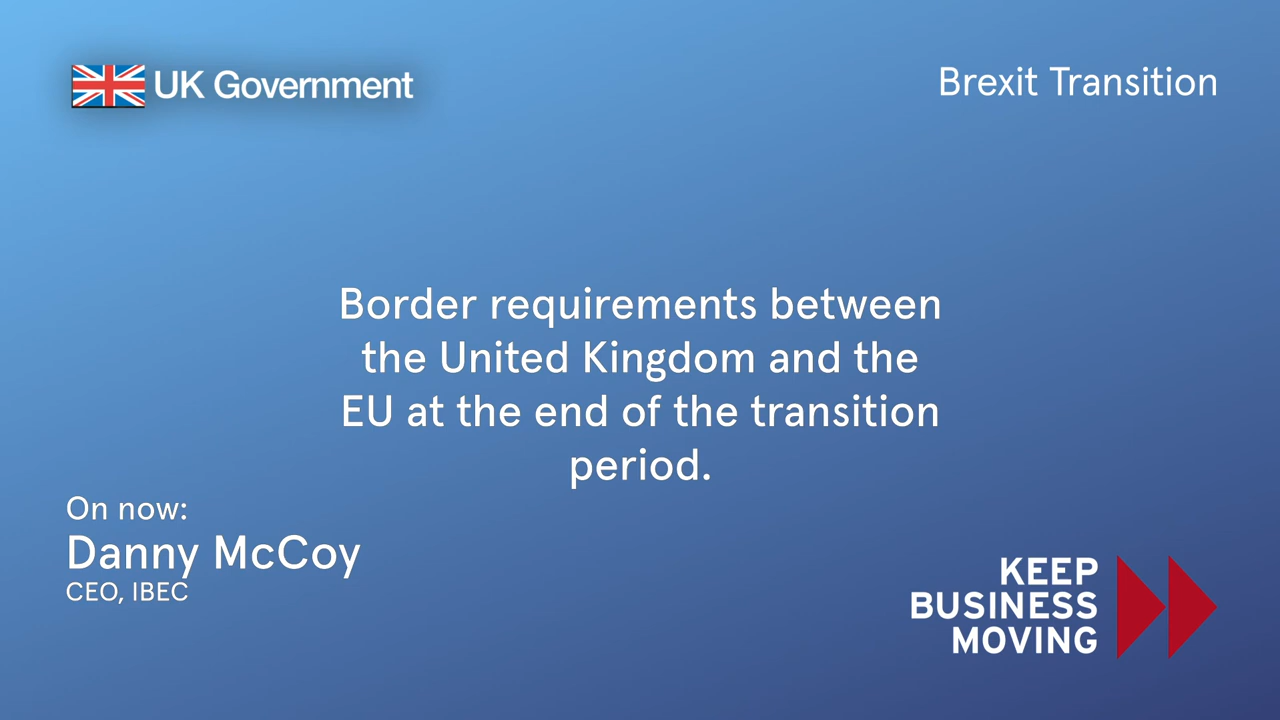 UK Government
Brexit Transition
Border requirements between
the United Kingdom and the
EU at the end of the transition
period.
On now:
Danny McCoy
CEO, IBEC
KEEP
BUSINESS
MOVING